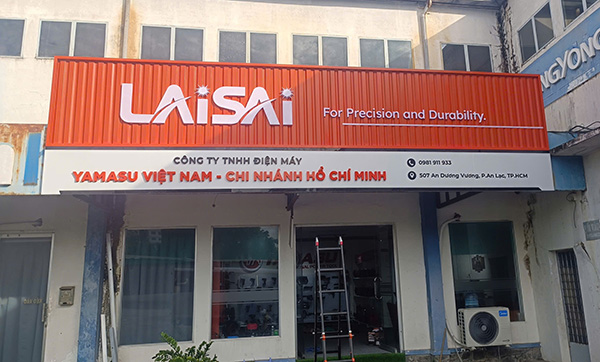 LAiSAi
For Precision and Durability.
CÔNG TY TNHH ĐIỆN MÁY
YAMASU VIỆT NAM - CHI NHÁNH HỒ CHÍ MINH
0981 911 933
507 An Dương Vương, P.An Lạc, TP.HCM